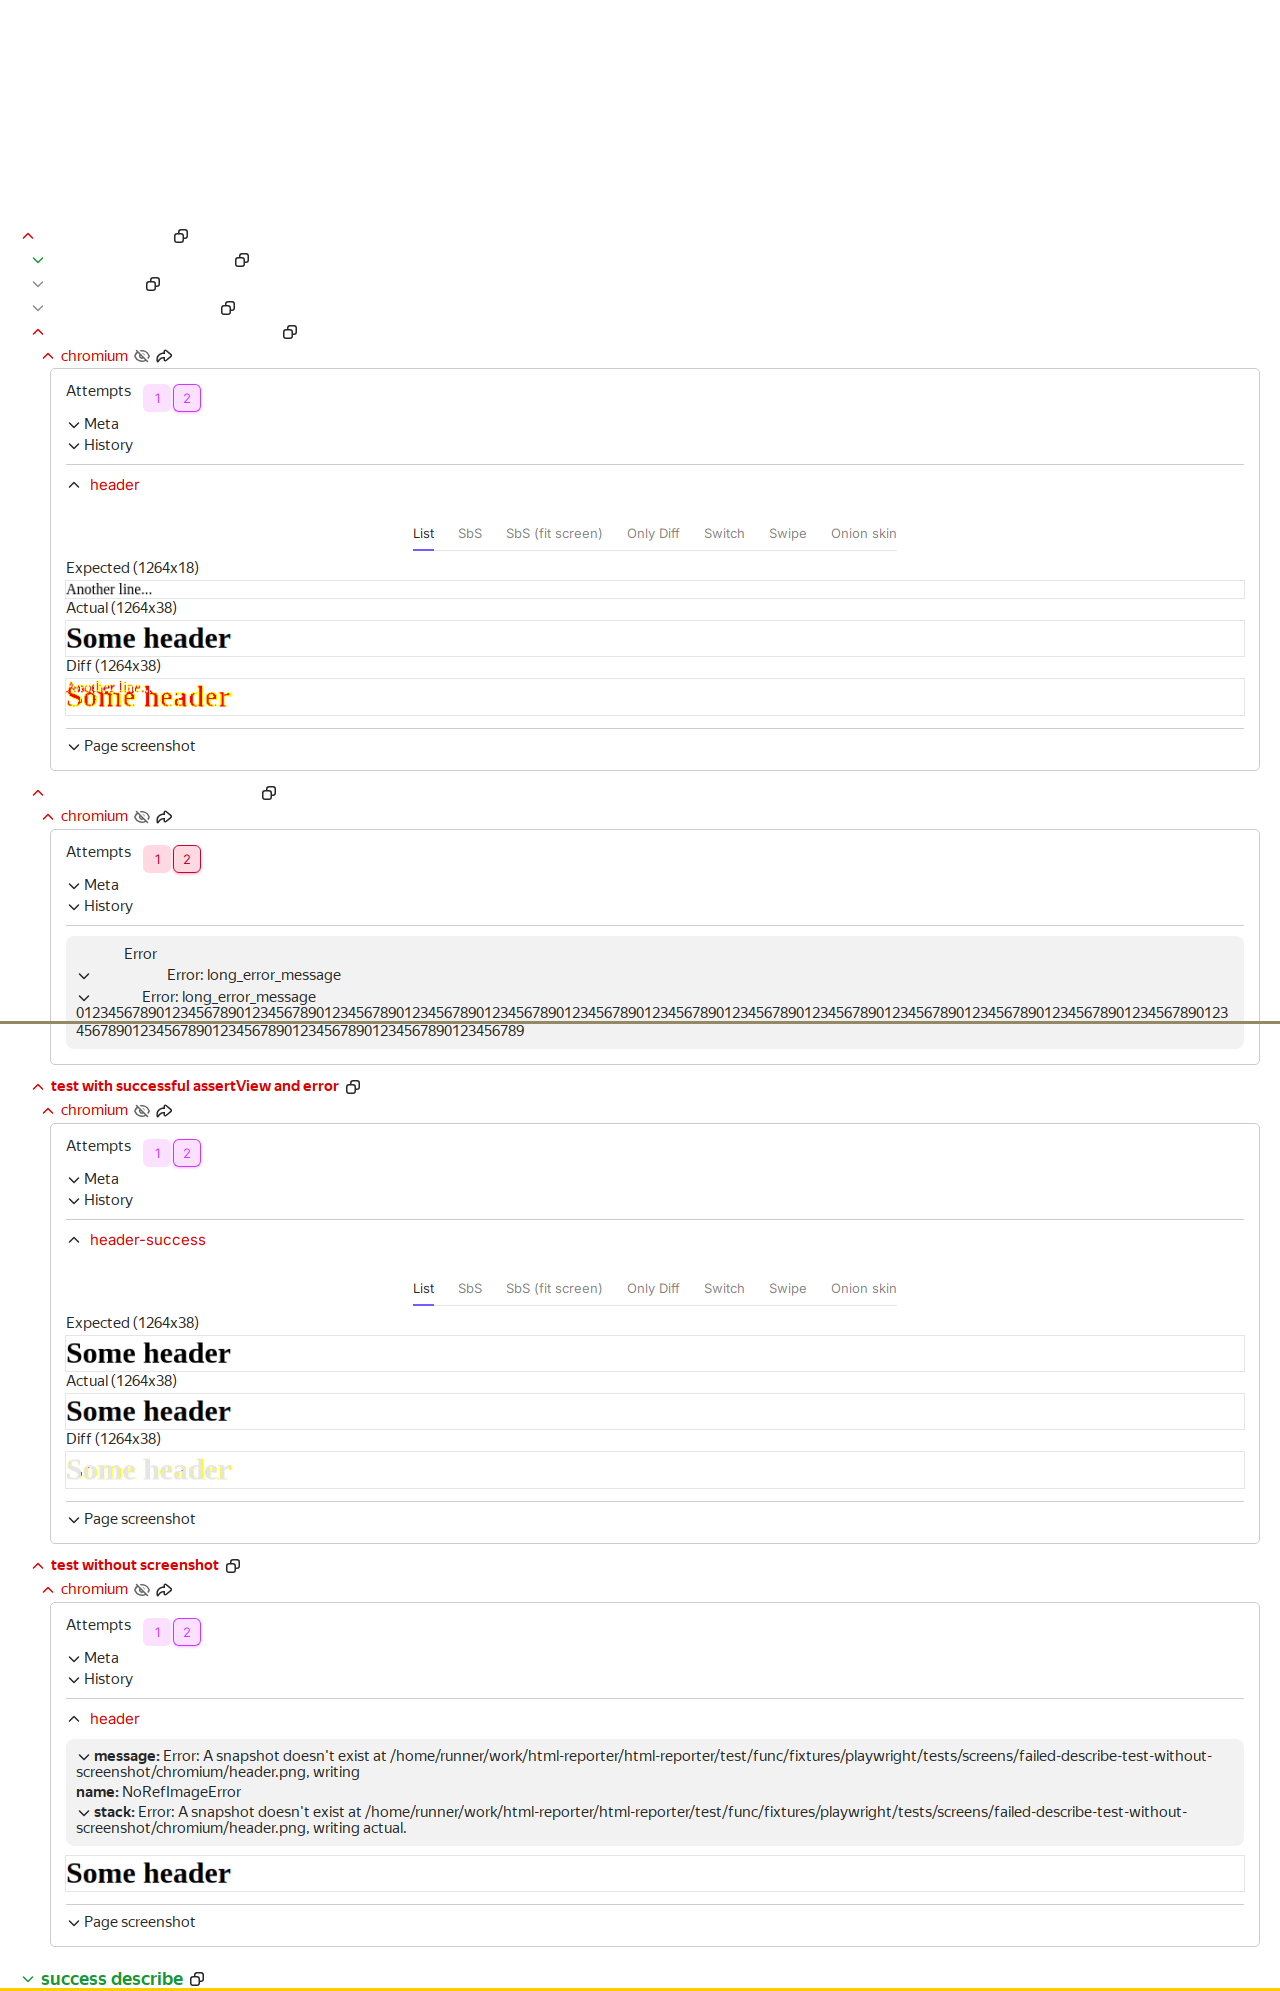 chromium
Attempts 1 2
Meta
History
header
List SbS SbS (fit screen) Only Diff Switch Swipe Onion skin
Expected (1264x18)
Another line...
Actual (1264x38)
Some header
Diff (1264x38)
Another line...
Some header
Page screenshot
chromium
Attempts 1 2
Meta
History
Error
Error: long_error_message
Error: long_error_message
0123456789012345678901234567890123456789012345678901234567890123456789012345678901234567890123456789012345678901234567890123456789012345678901234567890123
4567890123456789012345678901234567890123456789012345678901234567890123456789
test with successful assertView and error
chromium
Attempts 1 2
Meta
History
header-success
List SbS SbS (fit screen) Only Diff Switch Swipe Onion skin
Expected (1264x38)
Some header
Actual (1264x38)
Some header
Diff (1264x38)
Some header
Page screenshot
test without screenshot
chromium
Attempts 1 2
Meta
History
header
message: Error: A snapshot doesn't exist at /home/runner/work/html-reporter/html-reporter/test/func/fixtures/playwright/tests/screens/failed-describe-test-without-
screenshot/chromium/header.png, writing
name: NoRefImageError
stack: Error: A snapshot doesn't exist at /home/runner/work/html-reporter/html-reporter/test/func/fixtures/playwright/tests/screens/failed-describe-test-without-
screenshot/chromium/header.png, writing actual.
Some header
Page screenshot
success describe